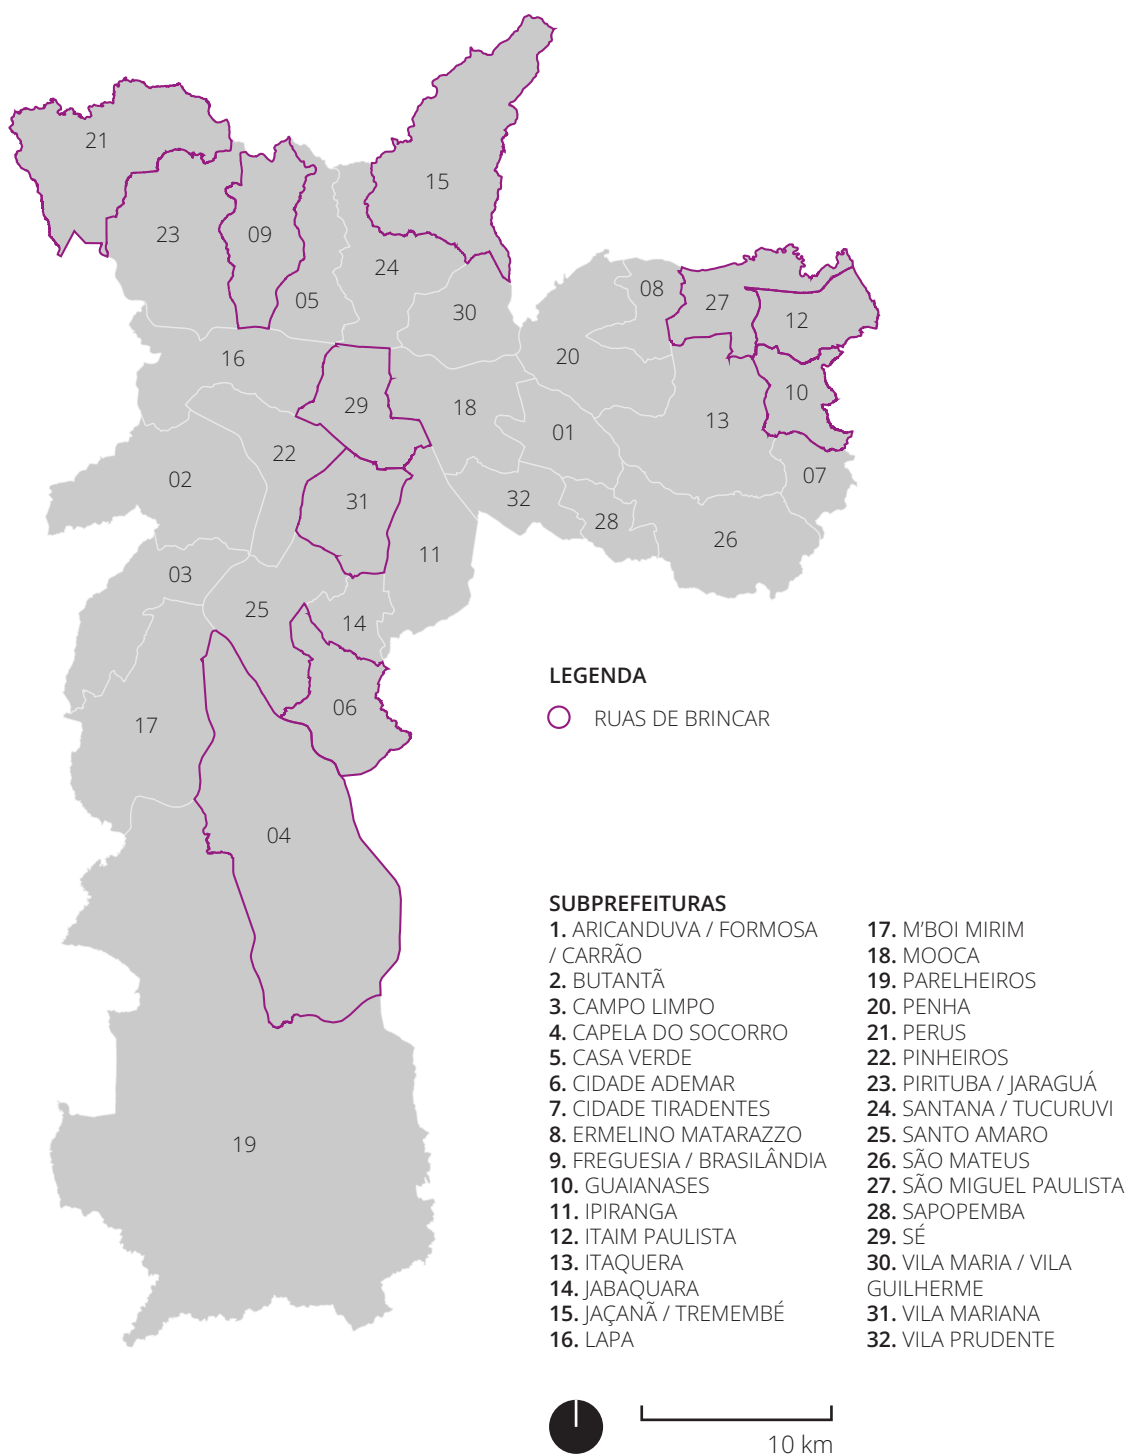 21
15
23
09
24
05
30
08
27
12
16
20
10
29
18
13
01
22
02
07
31
32
28
26
11
03
25
14
06
17
04
19
LEGENDA
RUAS DE BRINCAR
SUBPREFEITURAS
1. ARICANDUVA / FORMOSA
/ CARRÃO
2. BUTANTÃ
3. CAMPO LIMPO
4. CAPELA DO SOCORRO
5. CASA VERDE
6. CIDADE ADEMAR
7. CIDADE TIRADENTES
8. ERMELINO MATARAZZO
9. FREGUESIA / BRASILÂNDIA
10. GUAIANASES
11. IPIRANGA
12. ITAIM PAULISTA
13. ITAQUERA
14. JABAQUARA
15. JAÇANÃ / TREMEMBÉ
16. LAPA
17. M'BOI MIRIM
18. MOOCA
19. PARELHEIROS
20. PENHA
21. PERUS
22. PINHEIROS
23. PIRITUBA / JARAGUÁ
24. SANTANA / TUCURUVI
25. SANTO AMARO
26. SÃO MATEUS
27. SÃO MIGUEL PAULISTA
28. SAPOPEMBA
29. SÉ
30. VILA MARIA / VILA
GUILHERME
31. VILA MARIANA
32. VILA PRUDENTE
10 km